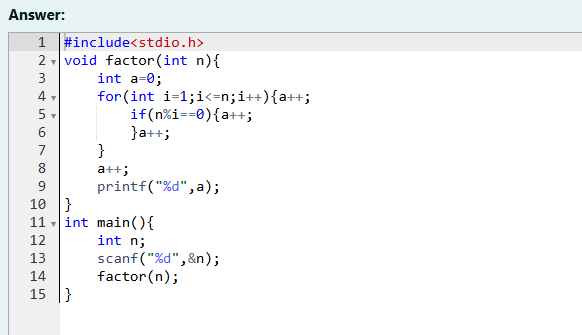 Answer:
1 #include<stdio.h>
2 void factor(int n){
3     int a=0;
4     for(int i=1;i<=n;i++){a++;
5         if(n%i==0){a++;
6         }a++;
7     }
8     a++;
9     printf("%d",a);
10 }
11 int main(){
12     int n;
13     scanf("%d",&n);
14     factor(n);
15 }